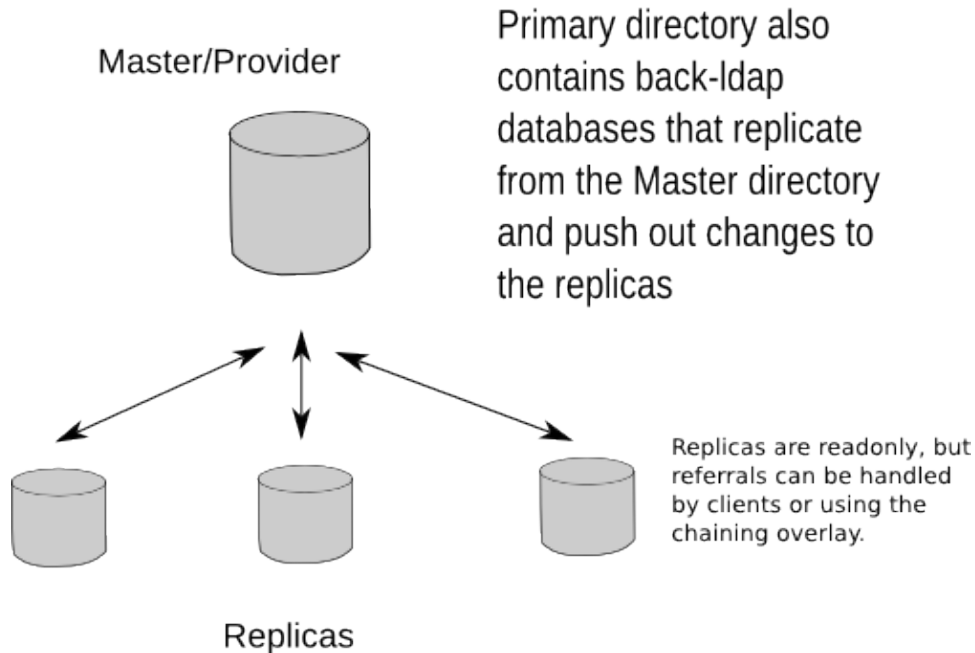 Master/Provider
Primary directory also
contains back-ldap
databases that replicate
from the Master directory
and push out changes to
the replicas
Replicas are readonly, but
referrals can be handled
by clients or using the
chaining overlay.
Replicas